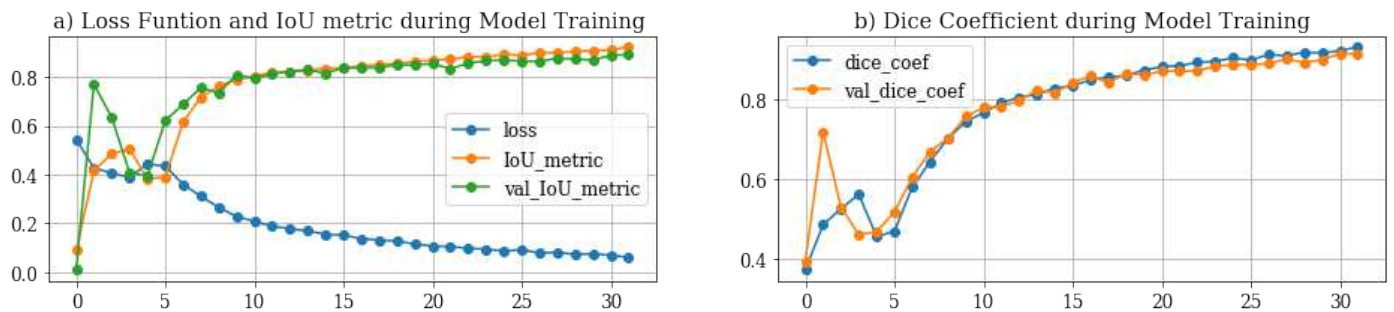 a) Loss Funtion and IoU metric during Model Training
0.8
0.6
0.4
0.2
0.0
loss
IoU_metric
val_IoU_metric
0 5 10 15 20 25 30
b) Dice Coefficient during Model Training
dice_coef
val_dice_coef
0.8
0.6
0.4
0 5 10 15 20 25 30